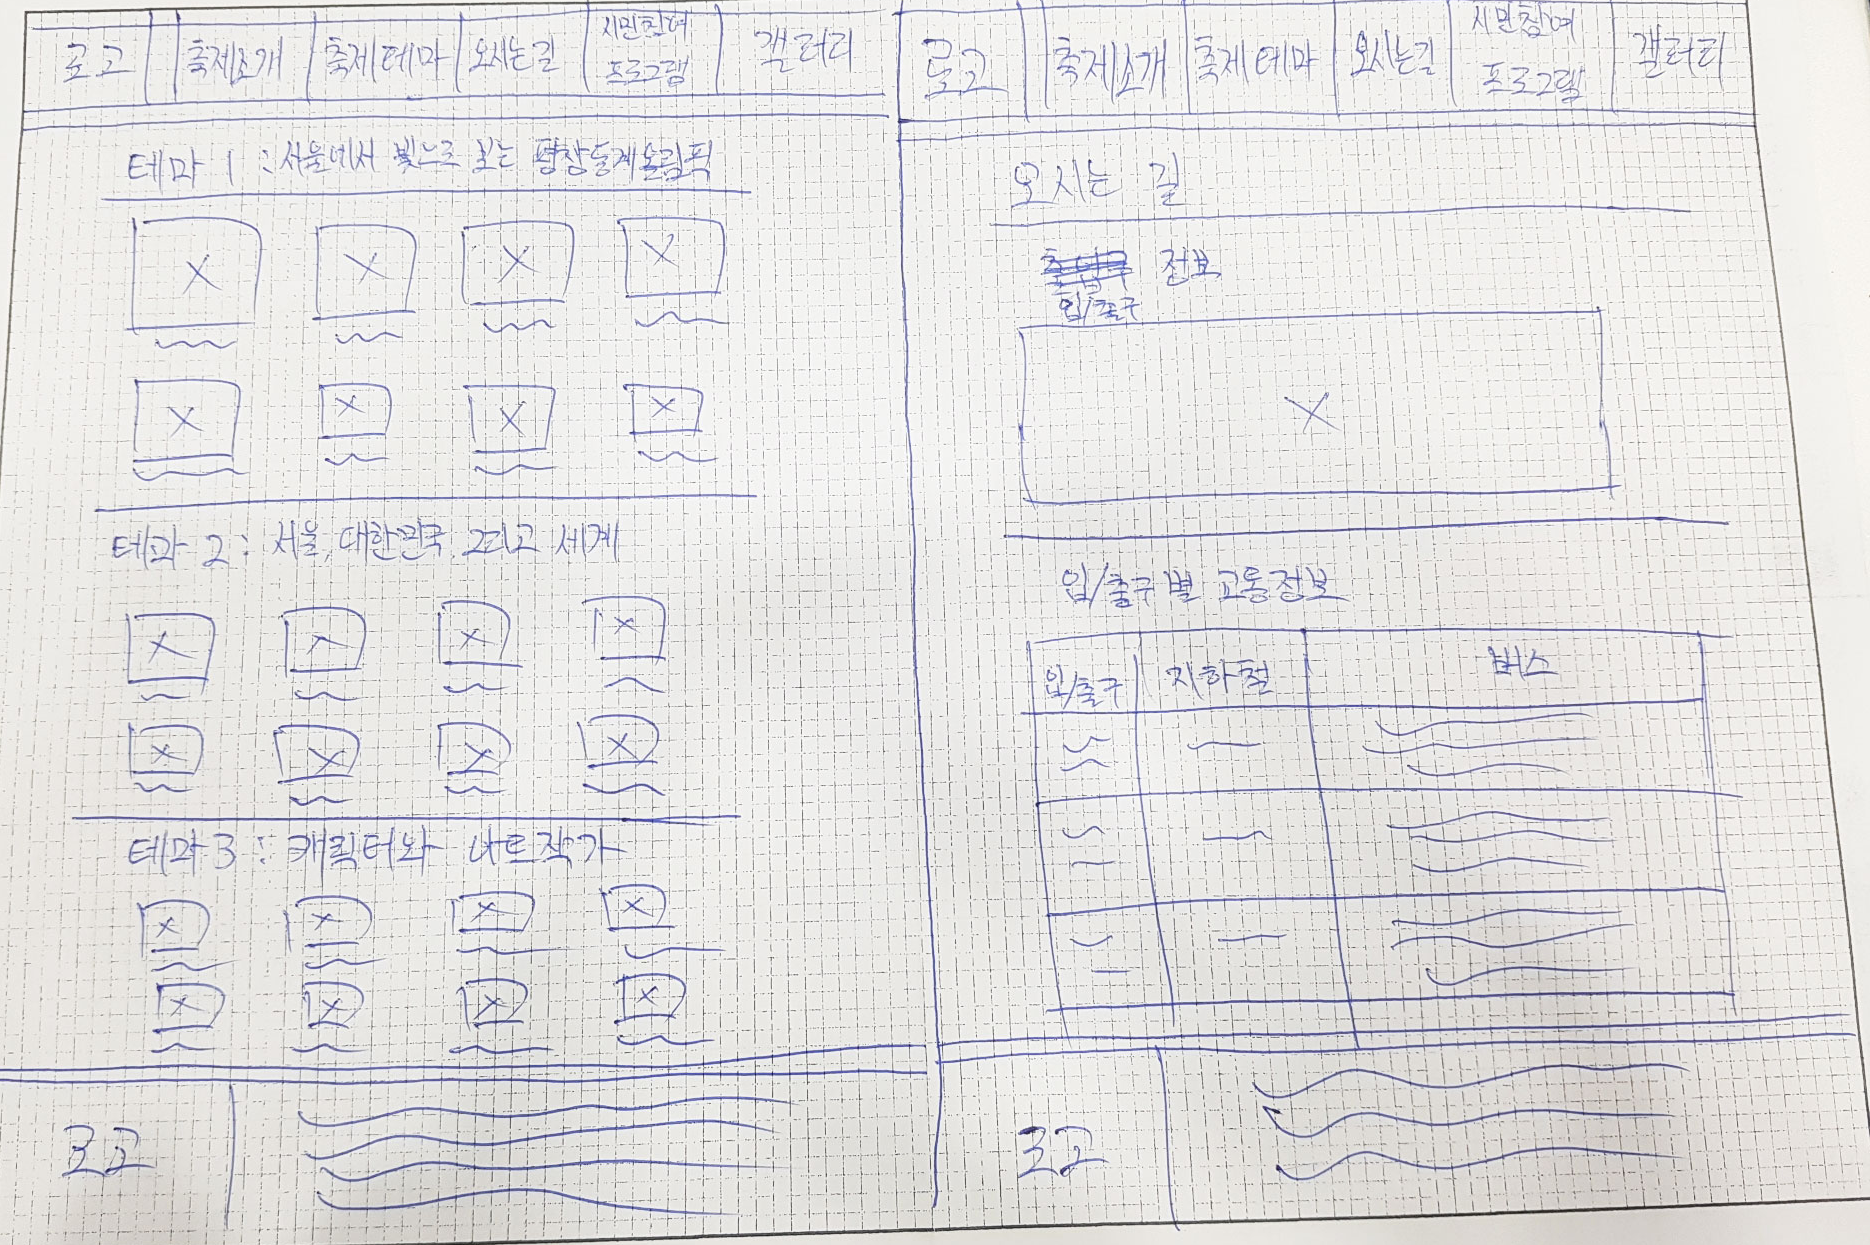 로고 축제소개 축제테마 오시는길 시민참여 프로그램 갤러리
테마 1 : 서울에서 빛으로 보는 평창동계올림픽
테마 2 : 서울, 대한민국 그리고 세계
테마 3 : 캐릭터와 아트작가
로고
로고 축제소개 축제테마 오시는길 시민참여 프로그램 갤러리
오시는 길
정보
입/출구
입/출구별 교통정보
입/출구 지하철 버스
로고